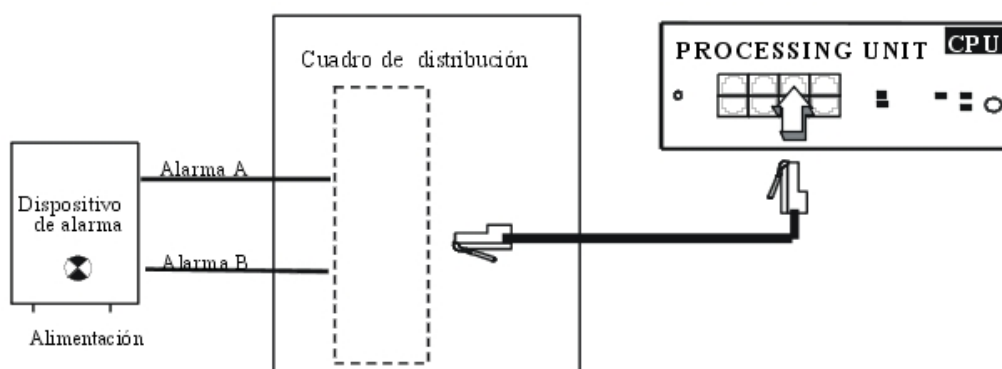 Cuadro de distribución
PROCESSING UNIT
CPU
Alarma A
Dispositivo
de alarma
Alarma B
Alimentación